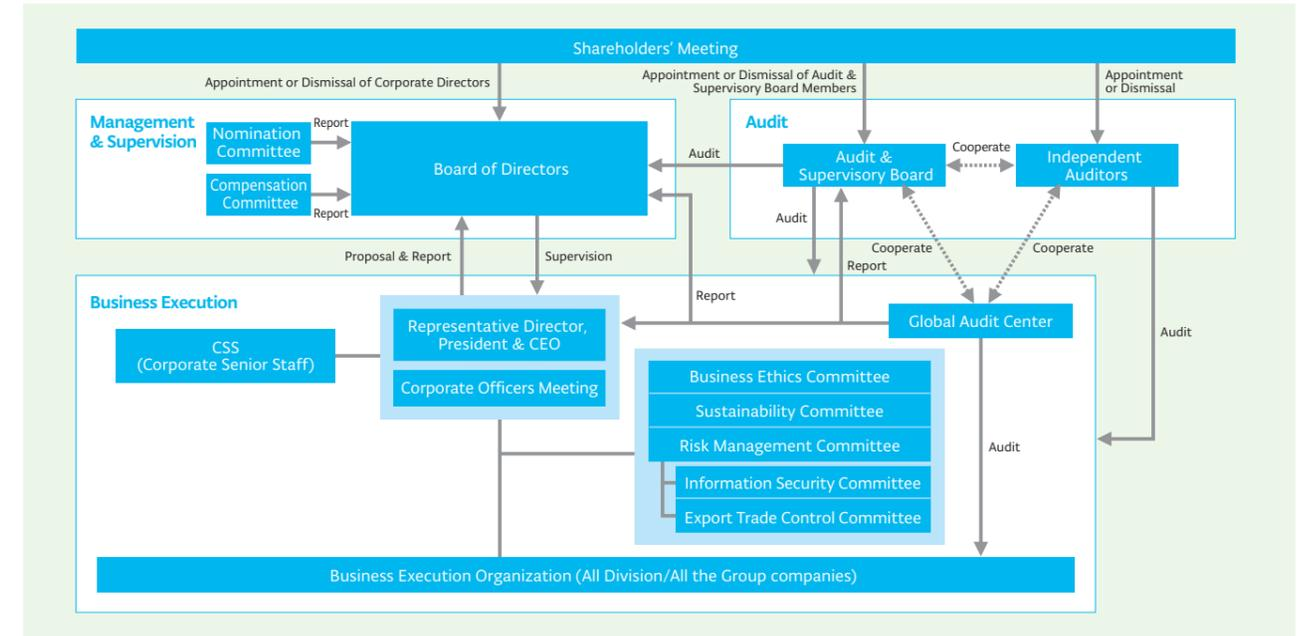 Shareholders' Meeting
Appointment or Dismissal of Corporate Directors
Appointment or Dismissal of Audit &
Supervisory Board Members
Appointment
or Dismissal
Management
& Supervision
Nomination
Committee
Report
Compensation
Committee
Report
Board of Directors
Audit
Audit
Audit &
Supervisory Board
Cooperate
Independent
Auditors
Audit
Cooperate
Cooperate
Proposal & Report
Supervision
Report
Report
Business Execution
Representative Director,
President & CEO
Corporate Officers Meeting
CSS
(Corporate Senior Staff)
Global Audit Center
Audit
Business Ethics Committee
Sustainability Committee
Risk Management Committee
Information Security Committee
Export Trade Control Committee
Audit
Business Execution Organization (All Division/All the Group companies)